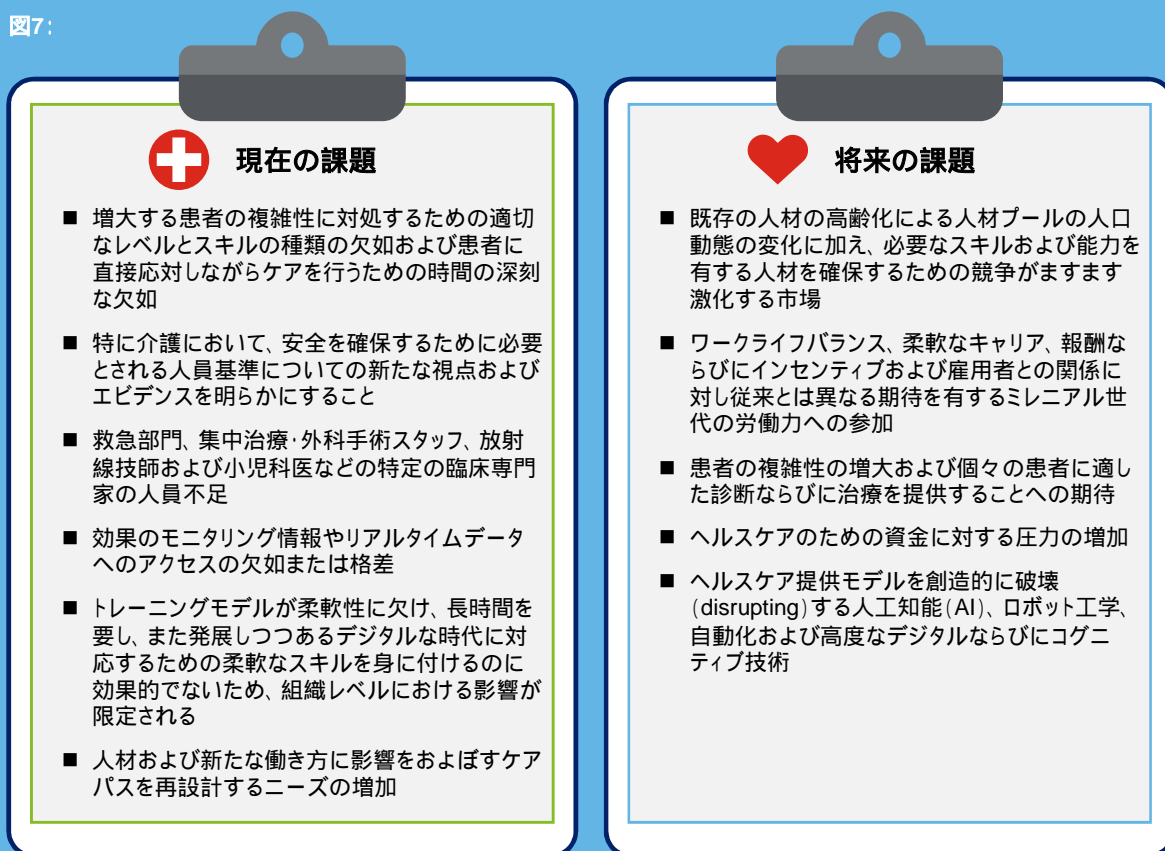 図7:
現在の課題
■ 増大する患者の複雑性に対処するための適切
なレベルとスキルの種類の欠如および患者に
直接応対しながらケアを行うための時間の深刻
な欠如
■ 特に介護において、安全を確保するために必要
とされる人員基準についての新たな視点および
エビデンスを明らかにすること
■ 救急部門、集中治療・外科手術スタッフ、放射
線技師および小児科医などの特定の臨床専門
家の人員不足
■ 効果のモニタリング情報やリアルタイムデータ
へのアクセスの欠如または格差
■ トレーニングモデルが柔軟性に欠け、長時間を
要し、また発展しつつあるデジタルな時代に対
応するための柔軟なスキルを身に付けるのに
効果的でないため、組織レベルにおける影響が
限定される
■ 人材および新たな働き方に影響をおよぼすケア
パスを再設計するニーズの増加
将来の課題
■ 既存の人材の高齢化による人材プールの人口
動態の変化に加え、必要なスキルおよび能力を
有する人材を確保するための競争がますます
激化する市場
■ ワークライフバランス、柔軟なキャリア、報酬な
らびにインセンティブおよび雇用者との関係に
対し従来とは異なる期待を有するミレニアル世
代の労働力への参加
■ 患者の複雑性の増大および個々の患者に適し
た診断ならびに治療を提供することへの期待
■ ヘルスケアのための資金に対する圧力の増加
■ ヘルスケア提供モデルを創造的に破壊
(disrupting)する人工知能(AI)、ロボット工学、
自動化および高度なデジタルならびにコグニ
ティブ技術